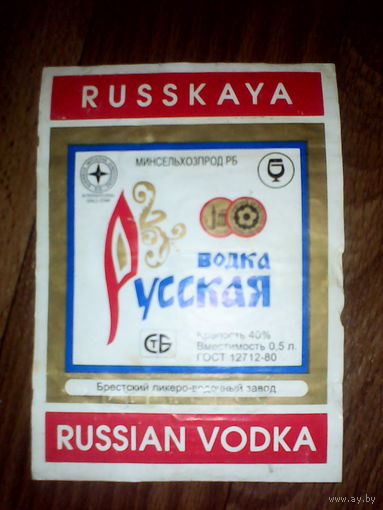 RUSSKAYA
МИНСЕЛЬХОЗПРОД РБ
ВОДКА
РУССКАЯ
СТБ
Крепость 40%
Вместимость 0,5 л.
ГОСТ 12712-80
Брестский ликеро-водочный завод
RUSSIAN VODKA
www.ay.by